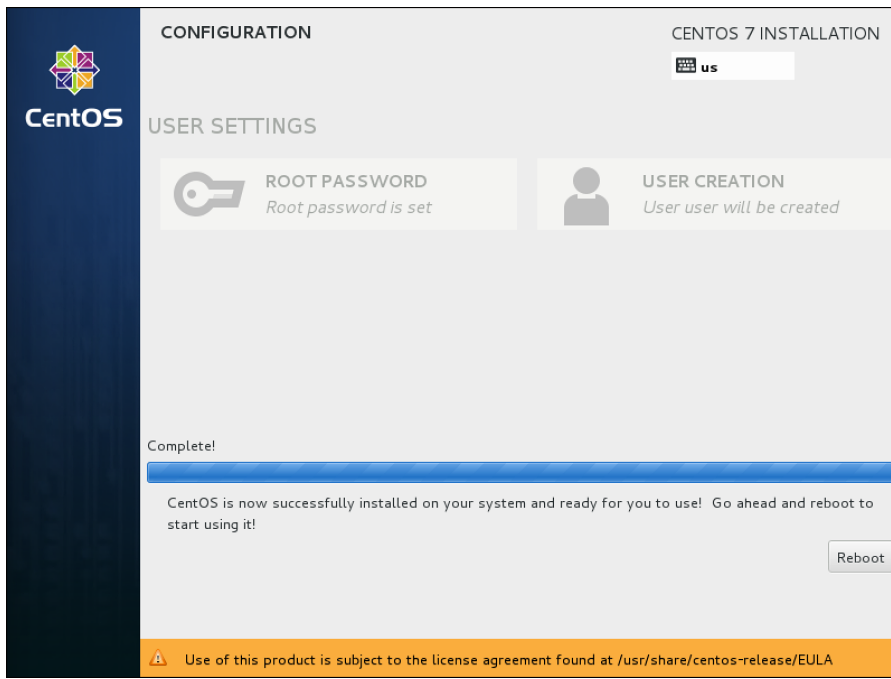 CONFIGURATION
CENTOS 7 INSTALLATION
us
CentOS
USER SETTINGS
ROOT PASSWORD
Root password is set
USER CREATION
User user will be created
Complete!
CentOS is now successfully installed on your system and ready for you to use! Go ahead and reboot to
start using it!
Reboot
Use of this product is subject to the license agreement found at /usr/share/centos-release/EULA